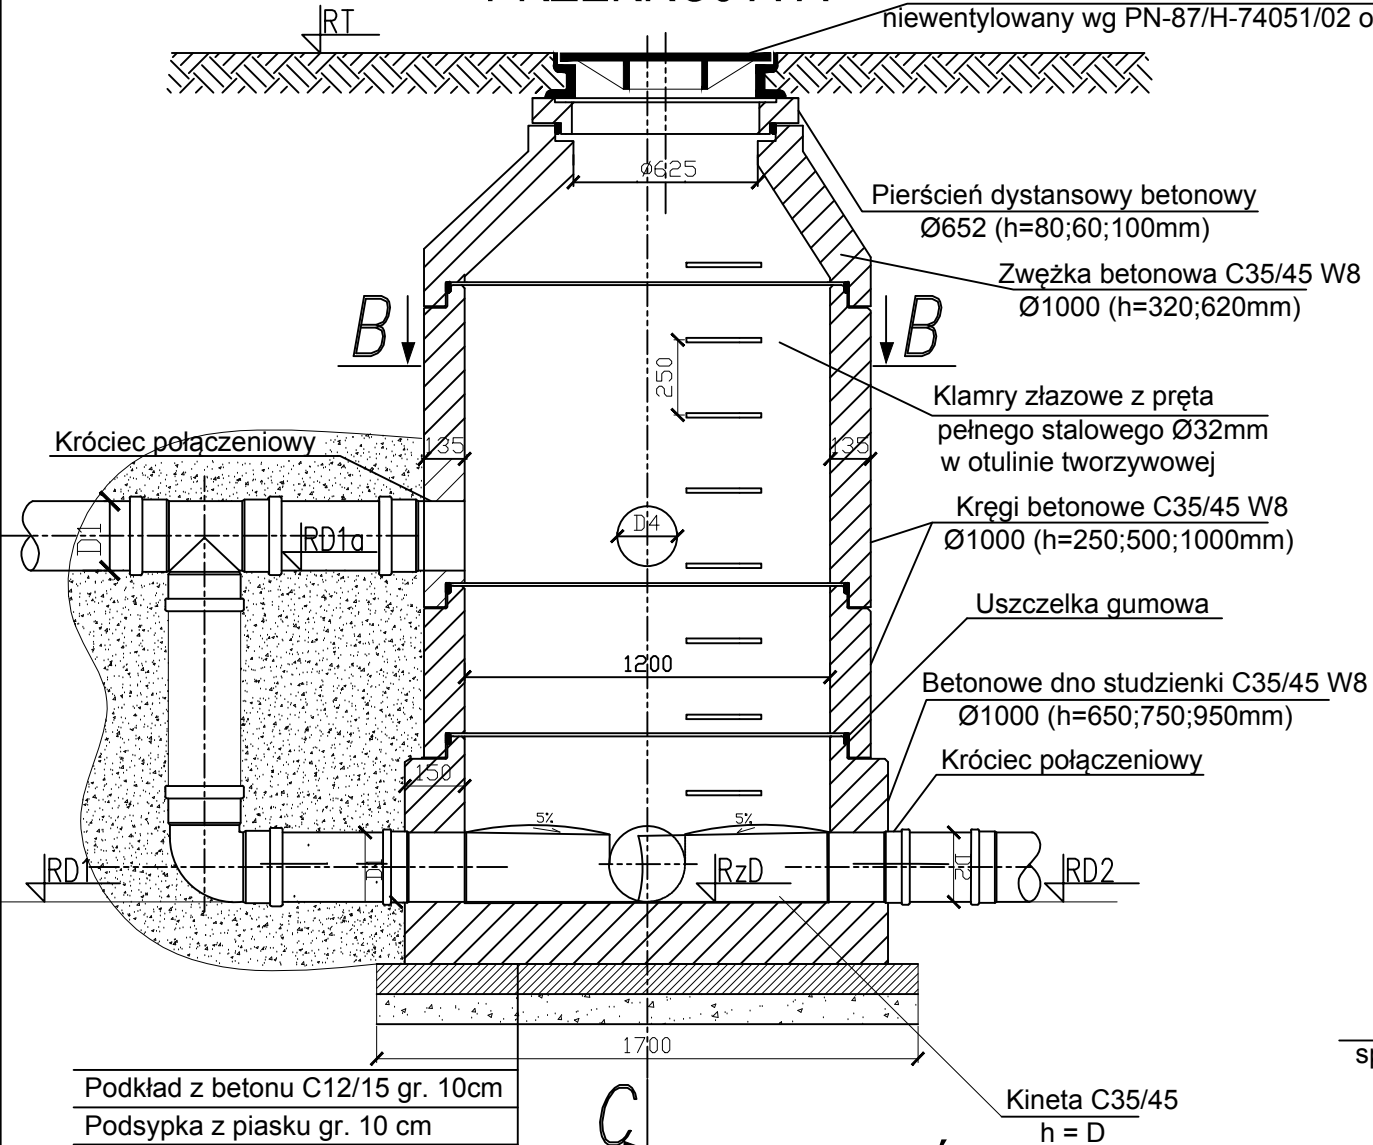 niewentylowany wg PN-87/H-74051/02 o
RT
Ø625
Pierścień dystansowy betonowy
Ø652 (h=80;60;100mm)
Zwężka betonowa C35/45 W8
Ø1000 (h=320;620mm)
B
B
250
Klamry złazowe z pręta
pełnego stalowego Ø32mm
w otulinie tworzywowej
Króciec połączeniowy
135
135
Kręgi betonowe C35/45 W8
Ø1000 (h=250;500;1000mm)
D1
RD1a
D4
Uszczelka gumowa
1200
Betonowe dno studzienki C35/45 W8
Ø1000 (h=650;750;950mm)
Króciec połączeniowy
150
5%
5%
RD1
D1
RzD
D2
RD2
1700
Podkład z betonu C12/15 gr. 10cm
Podsypka z piasku gr. 10 cm
C
Kineta C35/45
h = D